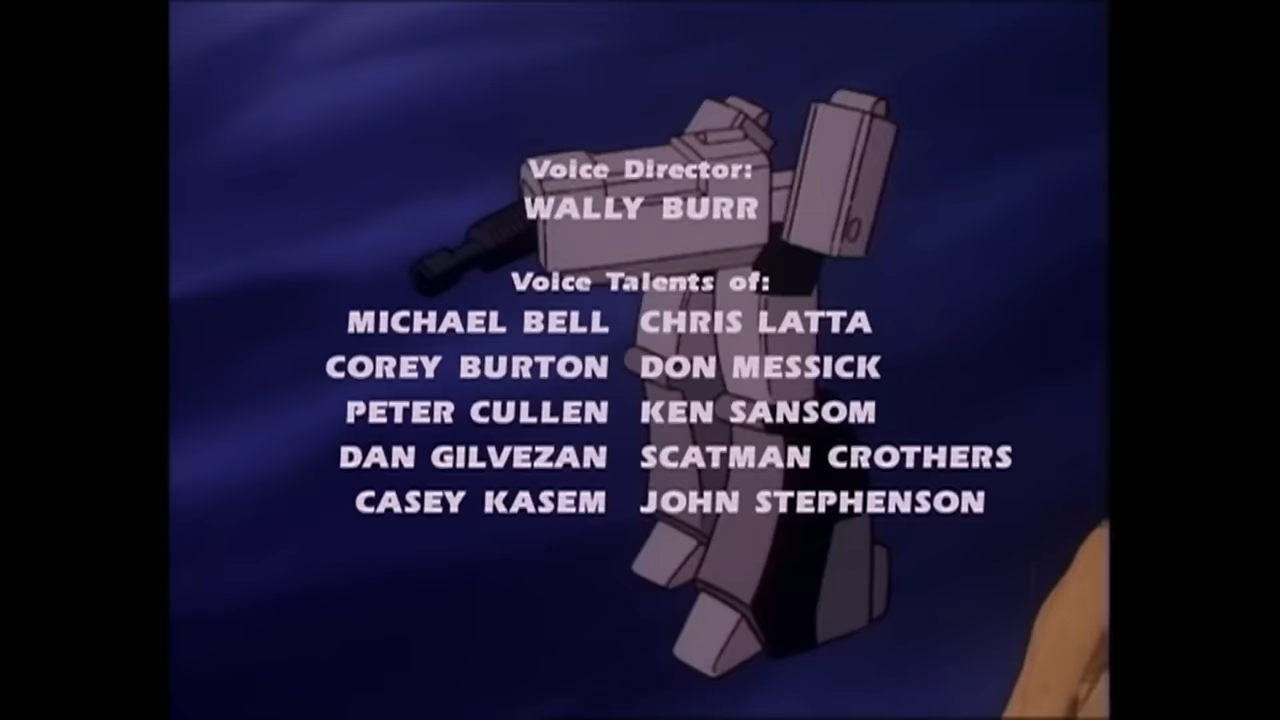 Voice Director:
WALLY BURR
Voice Talents of:
MICHAEL BELL CHRIS LATTA
COREY BURTON DON MESSICK
PETER CULLEN KEN SANSOM
DAN GILVEZAN SCATMAN CROTHERS
CASEY KASEM JOHN STEPHENSON